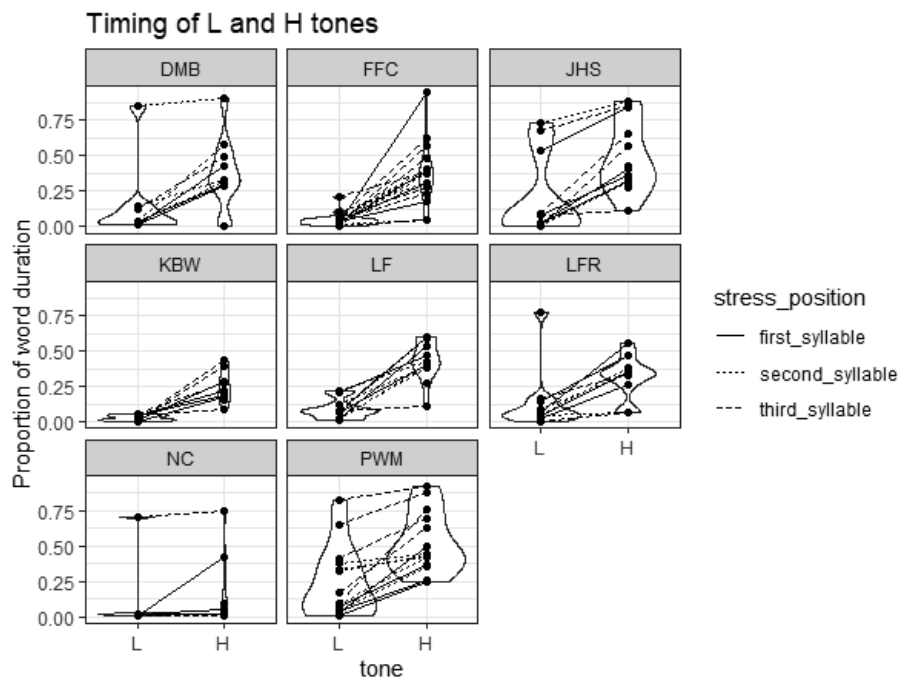 Timing of L and H tones
DMB
FFC
JHS
0.75
0.50
0.25
0.00
KBW
LF
LFR
0.75
0.50
0.25
0.00
L
H
NC
PWM
0.75
0.50
0.25
0.00
L
H
L
H
tone
Proportion of word duration
stress_position
first_syllable
second_syllable
third_syllable